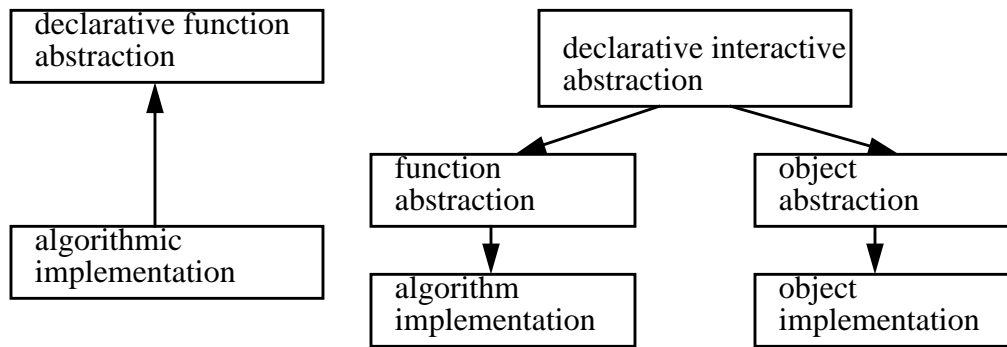 declarative function
abstraction
algorithmic
implementation
declarative interactive
abstraction
function
abstraction
object
abstraction
algorithm
implementation
object
implementation